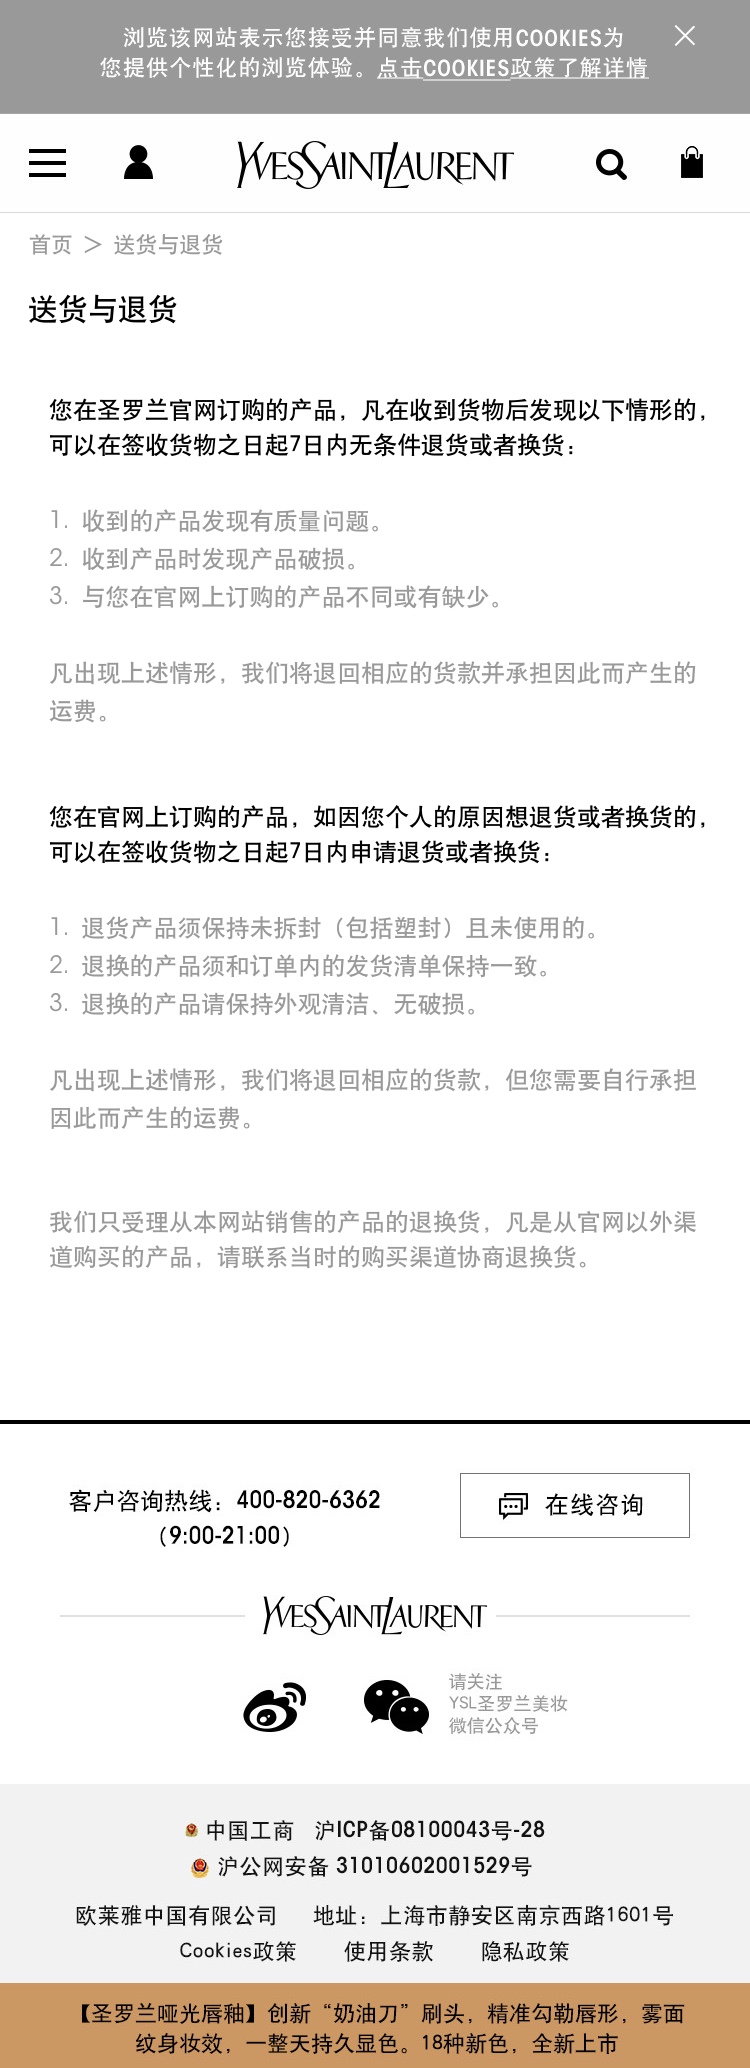 浏览该网站表示您接受并同意我们使用COOKIES为
您提供个性化的浏览体验。点击COOKIES政策了解详情
YVESSAINTLAURENT
首页 > 送货与退货
送货与退货
您在圣罗兰官网订购的产品，凡在收到货物后发现以下情形的，
可以在签收货物之日起7日内无条件退货或者换货：
1. 收到的产品发现有质量问题。
2. 收到产品时发现产品破损。
3. 与您在官网上订购的产品不同或有缺少。
凡出现上述情形，我们将退回相应的货款并承担因此而产生的
运费。
您在官网上订购的产品，如因您个人的原因想退货或者换货的，
可以在签收货物之日起7日内申请退货或者换货：
1. 退货产品须保持未拆封（包括塑封）且未使用的。
2. 退换的产品须和订单内的发货清单保持一致。
3. 退换的产品请保持外观清洁、无破损。
凡出现上述情形，我们将退回相应的货款，但您需要自行承担
因此而产生的运费。
我们只受理从本网站销售的产品的退换货，凡是从官网以外渠
道购买的产品，请联系当时的购买渠道协商退换货。
客户咨询热线：400-820-6362
（9:00-21:00）
在线咨询
YVESSAINTLAURENT
请关注
YSL圣罗兰美妆
微信公众号
中国工商 沪ICP备08100043号-28
沪公网安备 31010602001529号
欧莱雅中国有限公司 地址：上海市静安区南京西路1601号
Cookies政策 使用条款 隐私政策
【圣罗兰哑光唇釉】创新“奶油刀”刷头，精准勾勒唇形，雾面
纹身妆效，一整天持久显色。18种新色，全新上市